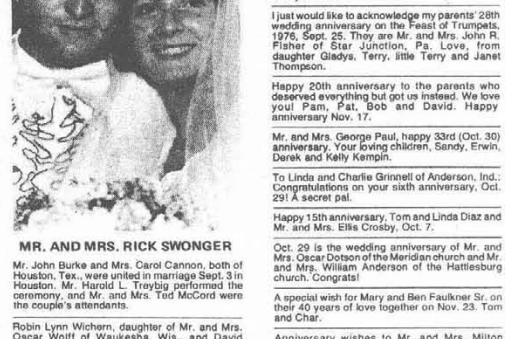 MR. AND MRS. RICK SWONGER
Mr. John Burke and Mrs. Carol Cannon, both of
Houston, Tex., were united in marriage Sept. 3 in
Houston. Mr. Harold L. Treybig performed the
ceremony, and Mr. and Mrs. Ted McCord were
the couple's attendants.
Robin Lynn Wichern, daughter of Mr. and Mrs.
Oscar Wolff of Waukesha, Wis., and David
I just would like to acknowledge my parents' 28th
wedding anniversary on the Feast of Trumpets,
1976, Sept. 25. They are Mr. and Mrs. John R.
Fisher of Star Junction, Pa. Love, from
daughter Gladys, Terry, little Terry and Janet
Thompson.
Happy 20th anniversary to the parents who
deserved everything but got us instead. We love
you! Pam, Pat, Bob and David. Happy
anniversary Nov. 17.
Mr. and Mrs. George Paul, happy 33rd (Oct. 30)
anniversary. Your loving children, Sandy, Erwin,
Derek and Kelly Kempin.
To Linda and Charlie Grinnell of Anderson, Ind.:
Congratulations on your sixth anniversary, Oct.
29! A secret pal.
Happy 15th anniversary, Tom and Linda Diaz and
Mr. and Mrs. Ellis Crosby, Oct. 7.
Oct. 29 is the wedding anniversary of Mr. and
Mrs. Oscar Dotson of the Meridian church and Mr.
and Mrs. William Anderson of the Hattiesburg
church. Congrats!
A special wish for Mary and Ben Faulkner Sr. on
their 40 years of love together on Nov. 23. Tom
and Char.
Anniversary wishes to Mr. and Mrs. Milton